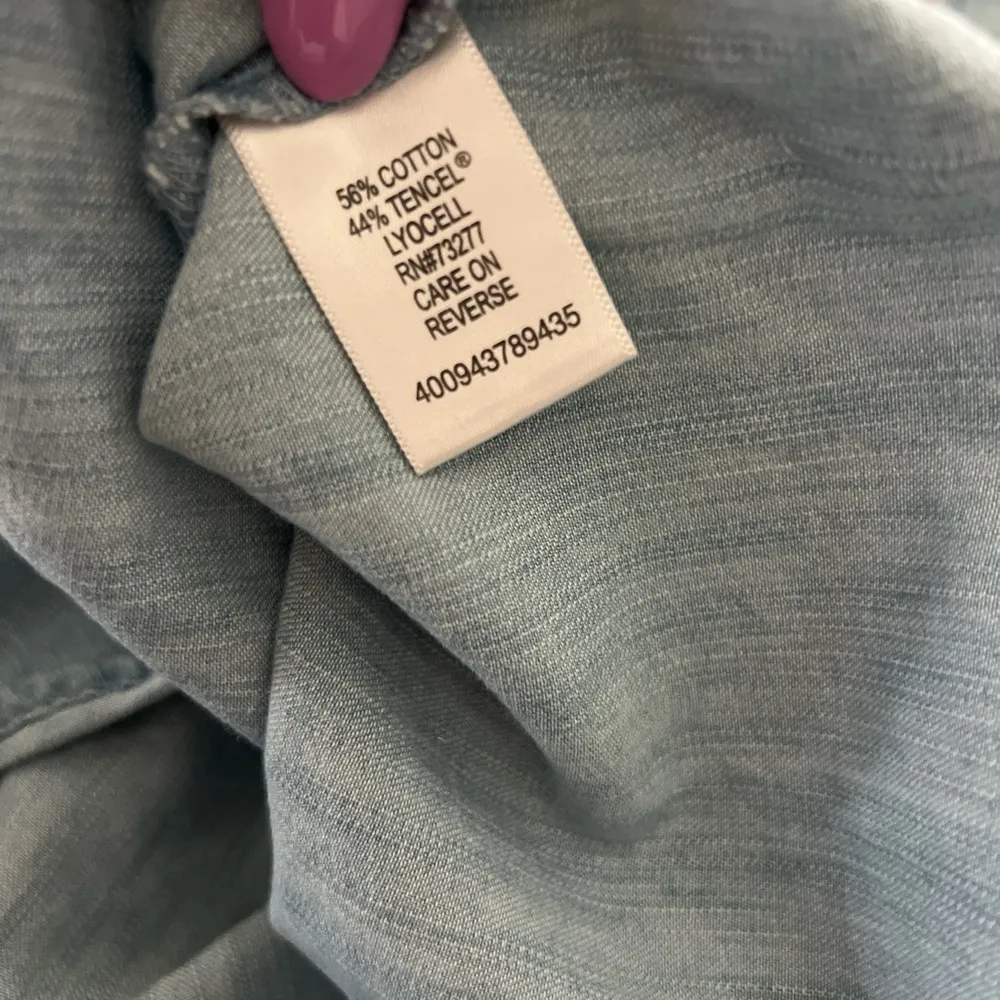 56% COTTON
44% TENCEL®
LYOCELL
RN#73277
CARE ON
REVERSE
400943789435